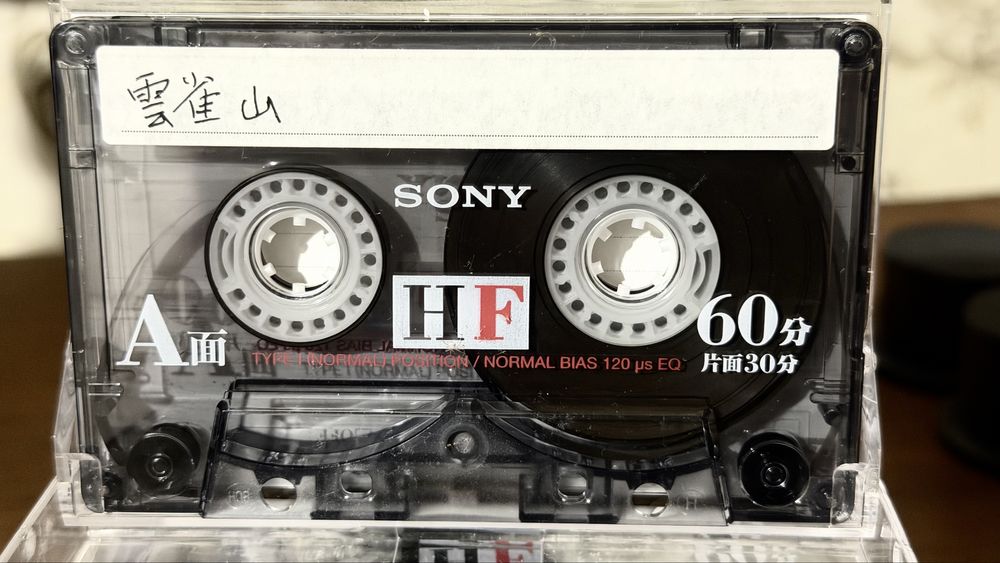 雲雀山
SONY
HF
A面
60分
片面30分
TYPE I (NORMAL) POSITION / NORMAL BIAS 120 µs EQ
HF